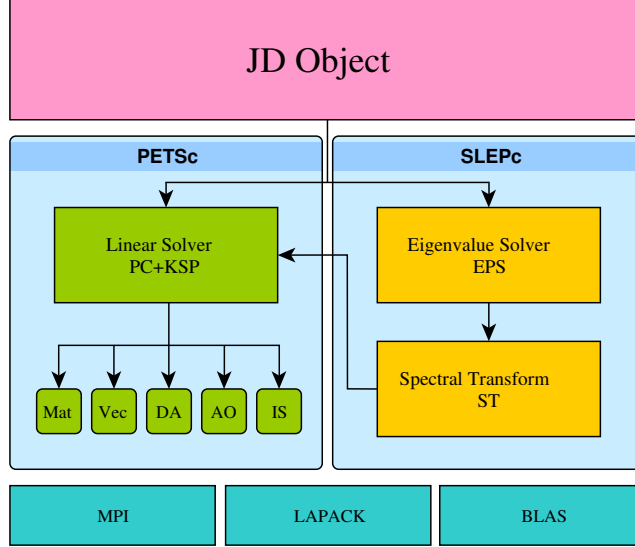 JD Object
PETSc
SLEPc
Linear Solver
PC+KSP
Eigenvalue Solver
EPS
Spectral Transform
ST
Mat
Vec
DA
AO
IS
MPI
LAPACK
BLAS